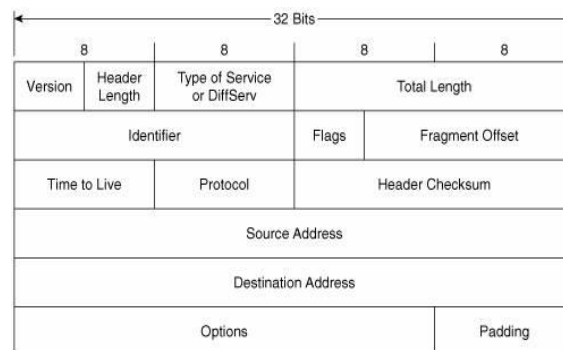 32 Bits
8 8 8 8
Version Header Length Type of Service or DiffServ Total Length
Identifier Flags Fragment Offset
Time to Live Protocol Header Checksum
Source Address
Destination Address
Options Padding